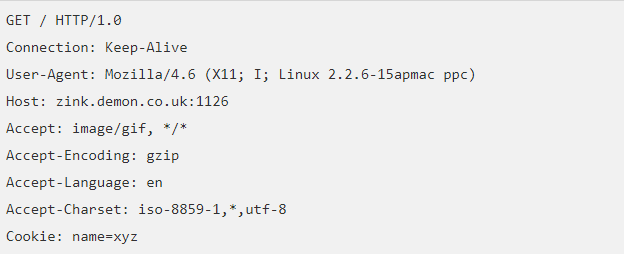 GET / HTTP/1.0
Connection: Keep-Alive
User-Agent: Mozilla/4.6 (X11; I; Linux 2.2.6-15apmac ppc)
Host: zink.demon.co.uk:1126
Accept: image/gif, */*
Accept-Encoding: gzip
Accept-Language: en
Accept-Charset: iso-8859-1,*,utf-8
Cookie: name=xyz